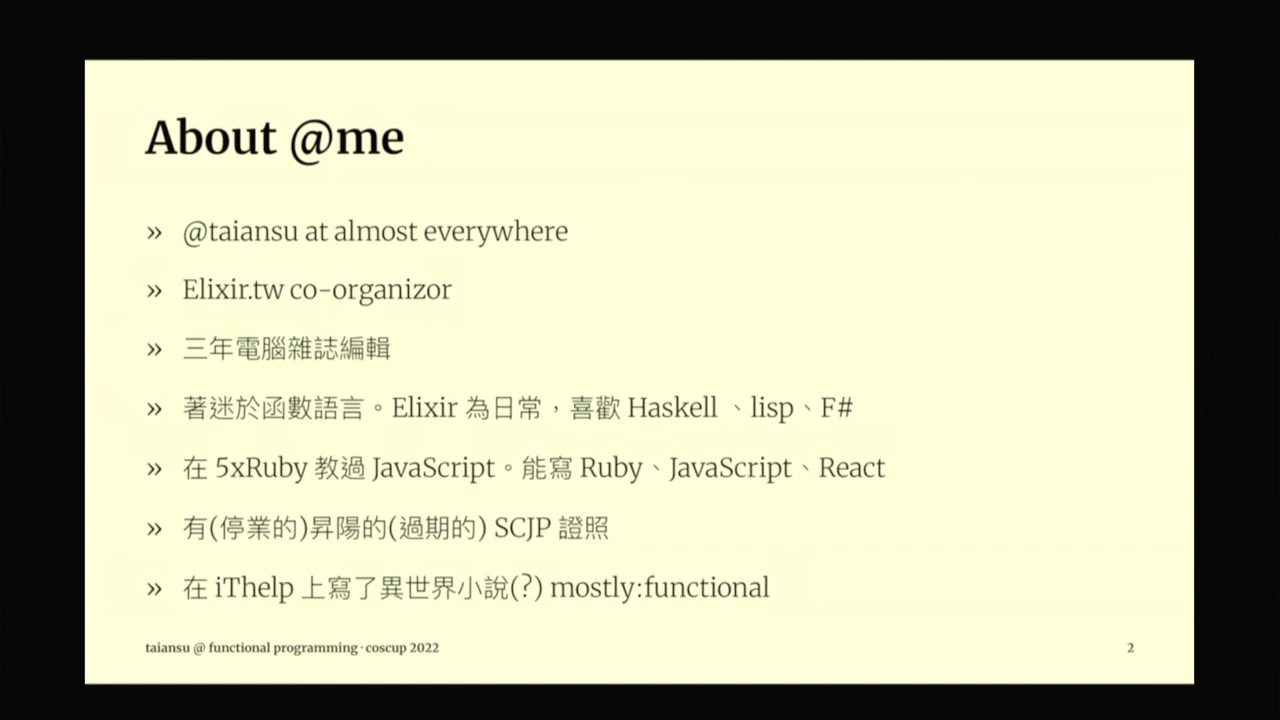 About @me
» @taiansu at almost everywhere
» Elixir.tw co-organizor
» 三年電腦雜誌編輯
» 著迷於函數語言。Elixir 為日常，喜歡 Haskell 、lisp、F#
» 在 5xRuby 教過 JavaScript。能寫 Ruby、JavaScript、React
» 有(停業的)昇陽的(過期的) SCJP 證照
» 在 iThelp 上寫了異世界小說(?) mostly:functional
taiansu @ functional programming · coscup 2022
2